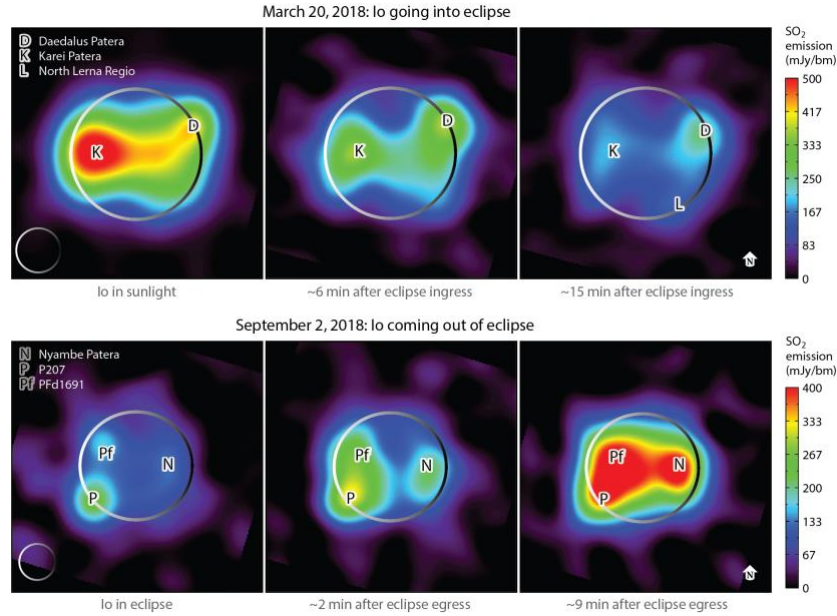 March 20, 2018: Io going into eclipse
D Daedalus Patera
K Karei Patera
L North Lerna Regio
K
D
K
D
K
D
L
N
SO2
emission
(mJy/bm)
500
417
333
250
167
83
0
Io in sunlight
~6 min after eclipse ingress
~15 min after eclipse ingress
September 2, 2018: Io coming out of eclipse
N Nyambe Patera
P P207
Pf PFd1691
Pf
N
P
Pf
N
P
Pf
N
P
N
SO2
emission
(mJy/bm)
400
333
267
200
133
67
0
Io in eclipse
~2 min after eclipse egress
~9 min after eclipse egress